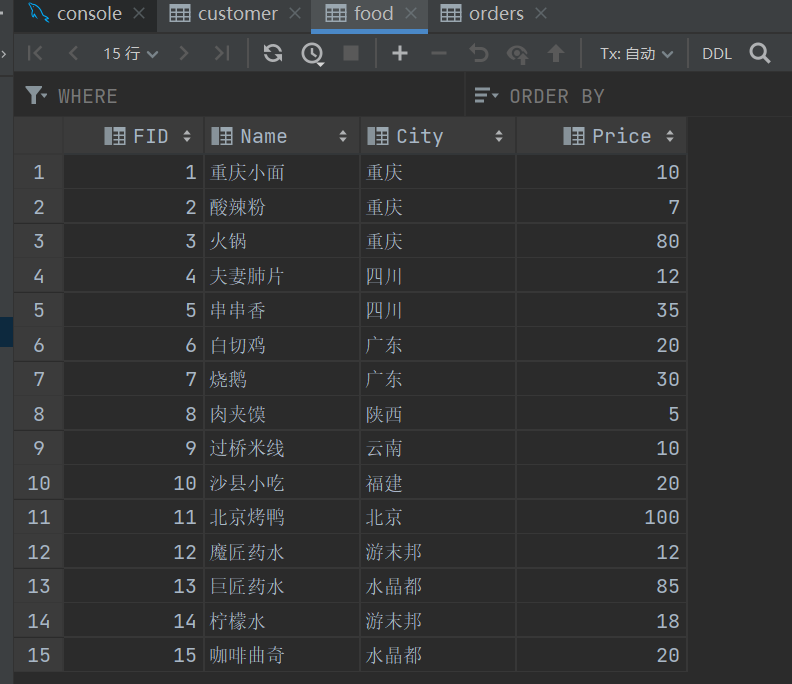 console customer food orders
15 行 Tx: 自动 DDL
WHERE ORDER BY
FID Name City Price
1 1 重庆小面 重庆 10
2 2 酸辣粉 重庆 7
3 3 火锅 重庆 80
4 4 夫妻肺片 四川 12
5 5 串串香 四川 35
6 6 白切鸡 广东 20
7 7 烧鹅 广东 30
8 8 肉夹馍 陕西 5
9 9 过桥米线 云南 10
10 10 沙县小吃 福建 20
11 11 北京烤鸭 北京 100
12 12 魔匠药水 游末邦 12
13 13 巨匠药水 水晶都 85
14 14 柠檬水 游末邦 18
15 15 咖啡曲奇 水晶都 20